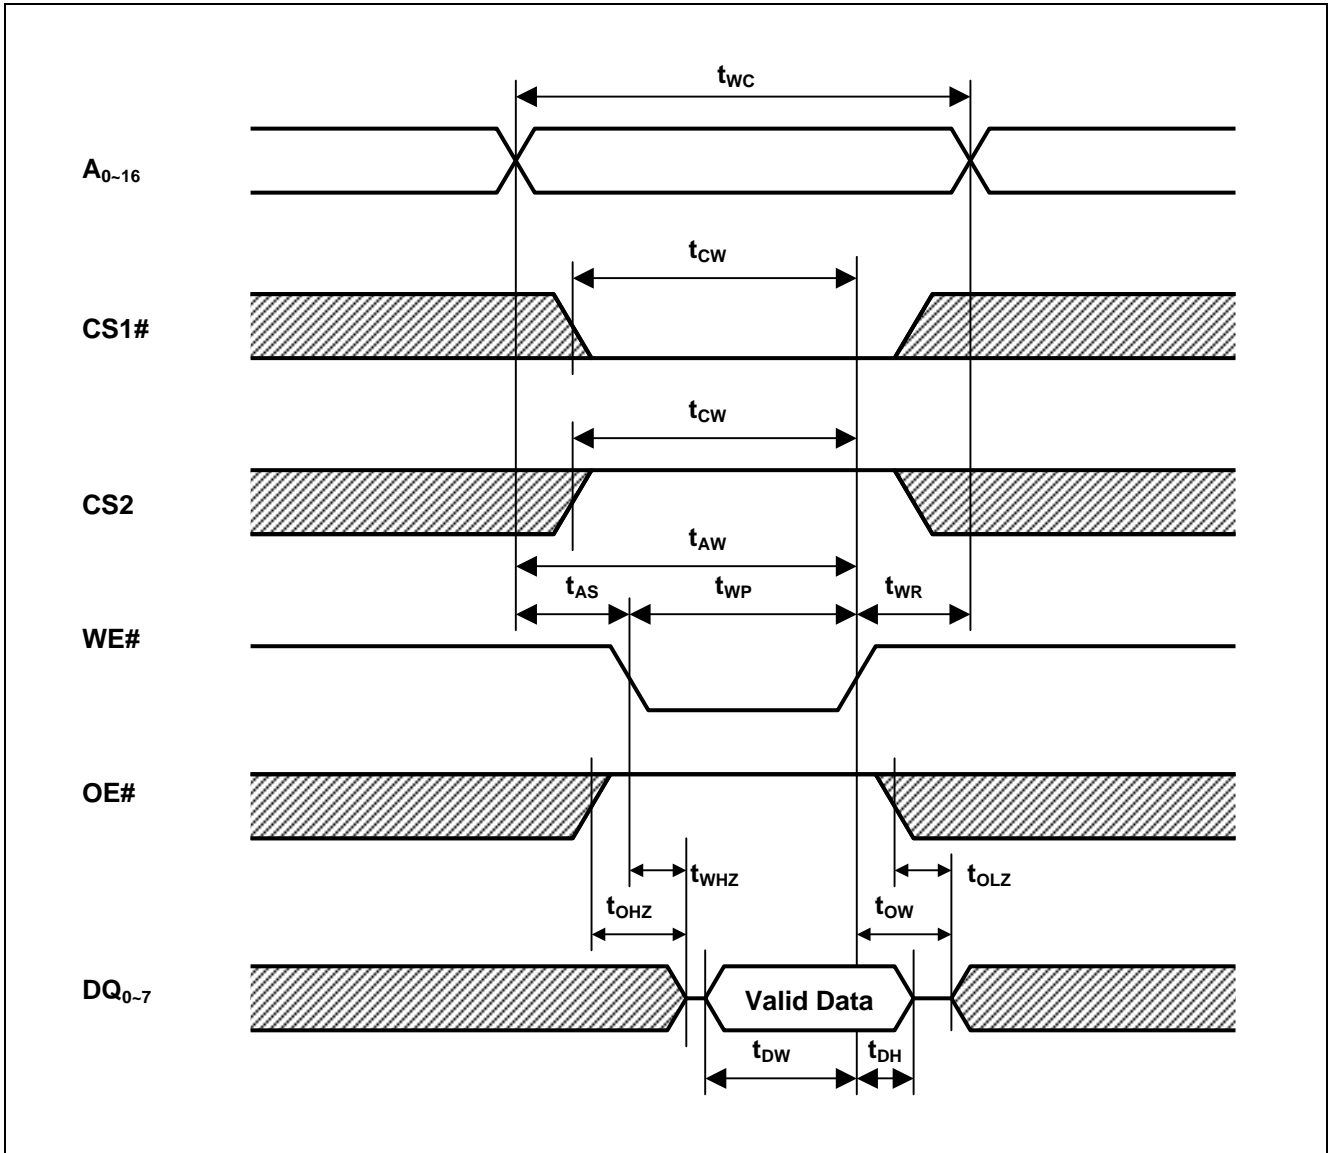 tWC
A0~16
tCW
CS1#
tCW
CS2
tAW
tAS tWP tWR
WE#
OE#
tWHZ tOLZ
tOHZ tOW
DQ0~7 Valid Data
tDW tDH